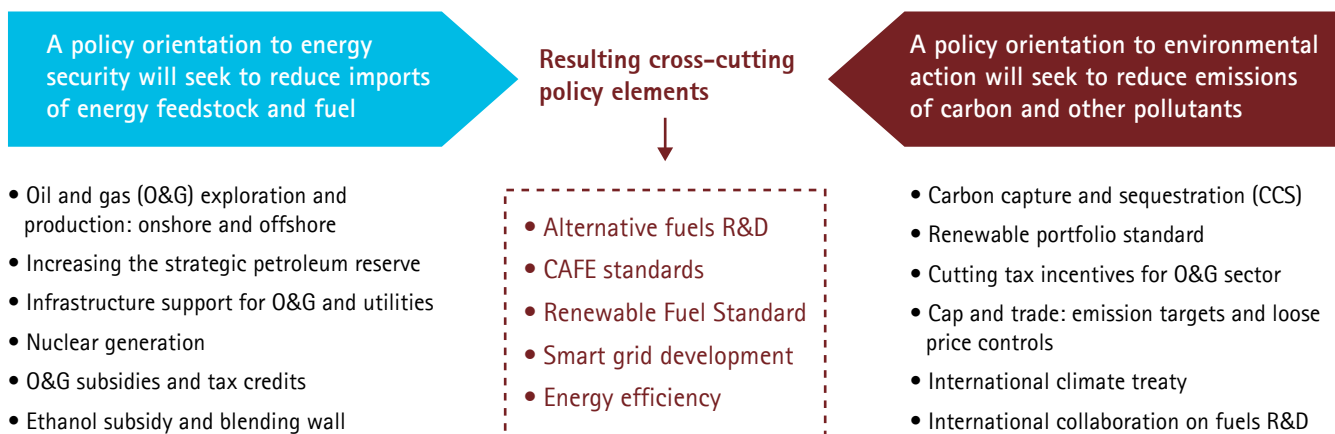 A policy orientation to energy
security will seek to reduce imports
of energy feedstock and fuel
• Oil and gas (O&G) exploration and
production: onshore and offshore
• Increasing the strategic petroleum reserve
• Infrastructure support for O&G and utilities
• Nuclear generation
• O&G subsidies and tax credits
• Ethanol subsidy and blending wall
Resulting cross-cutting
policy elements
• Alternative fuels R&D
• CAFE standards
• Renewable Fuel Standard
• Smart grid development
• Energy efficiency
A policy orientation to environmental
action will seek to reduce emissions
of carbon and other pollutants
• Carbon capture and sequestration (CCS)
• Renewable portfolio standard
• Cutting tax incentives for O&G sector
• Cap and trade: emission targets and loose
price controls
• International climate treaty
• International collaboration on fuels R&D